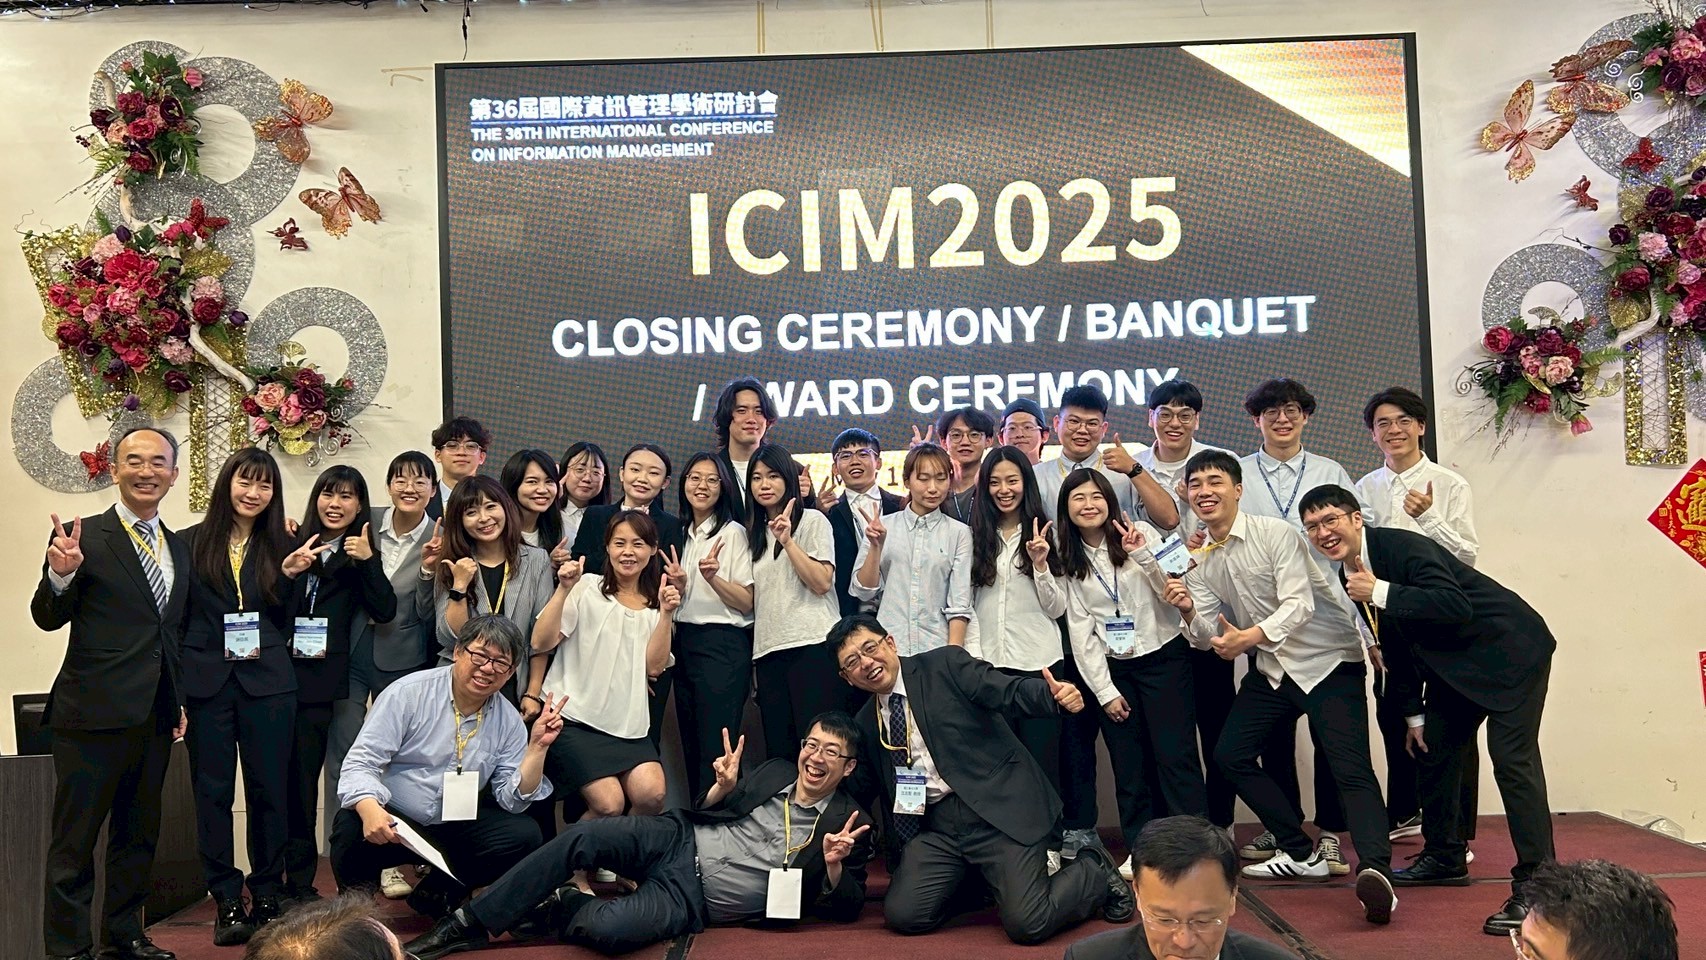 第36屆國際資訊管理學術研討會
THE 36TH INTERNATIONAL CONFERENCE
ON INFORMATION MANAGEMENT
ICIM2025
CLOSING CEREMONY / BANQUET
/ AWARD CEREMONY